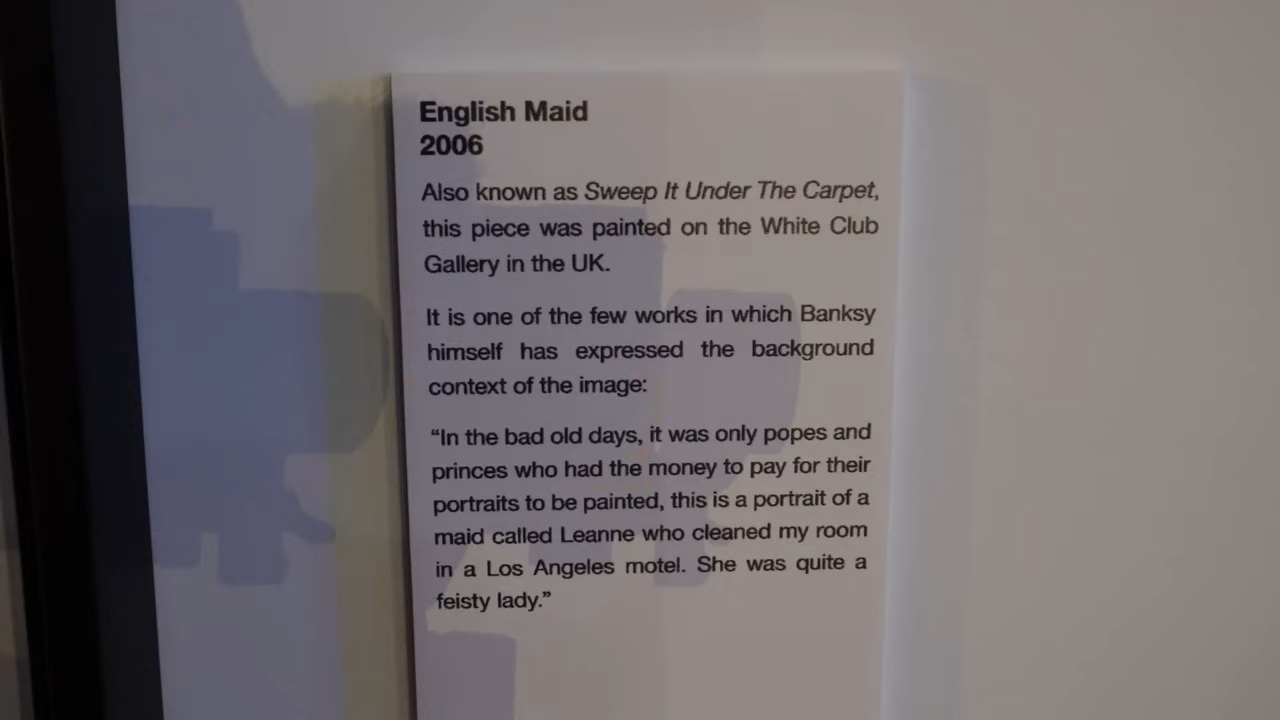 English Maid
2006
Also known as Sweep It Under The Carpet,
this piece was painted on the White Club
Gallery in the UK.
It is one of the few works in which Banksy
himself has expressed the background
context of the image:
“In the bad old days, it was only popes and
princes who had the money to pay for their
portraits to be painted, this is a portrait of a
maid called Leanne who cleaned my room
in a Los Angeles motel. She was quite a
feisty lady.”